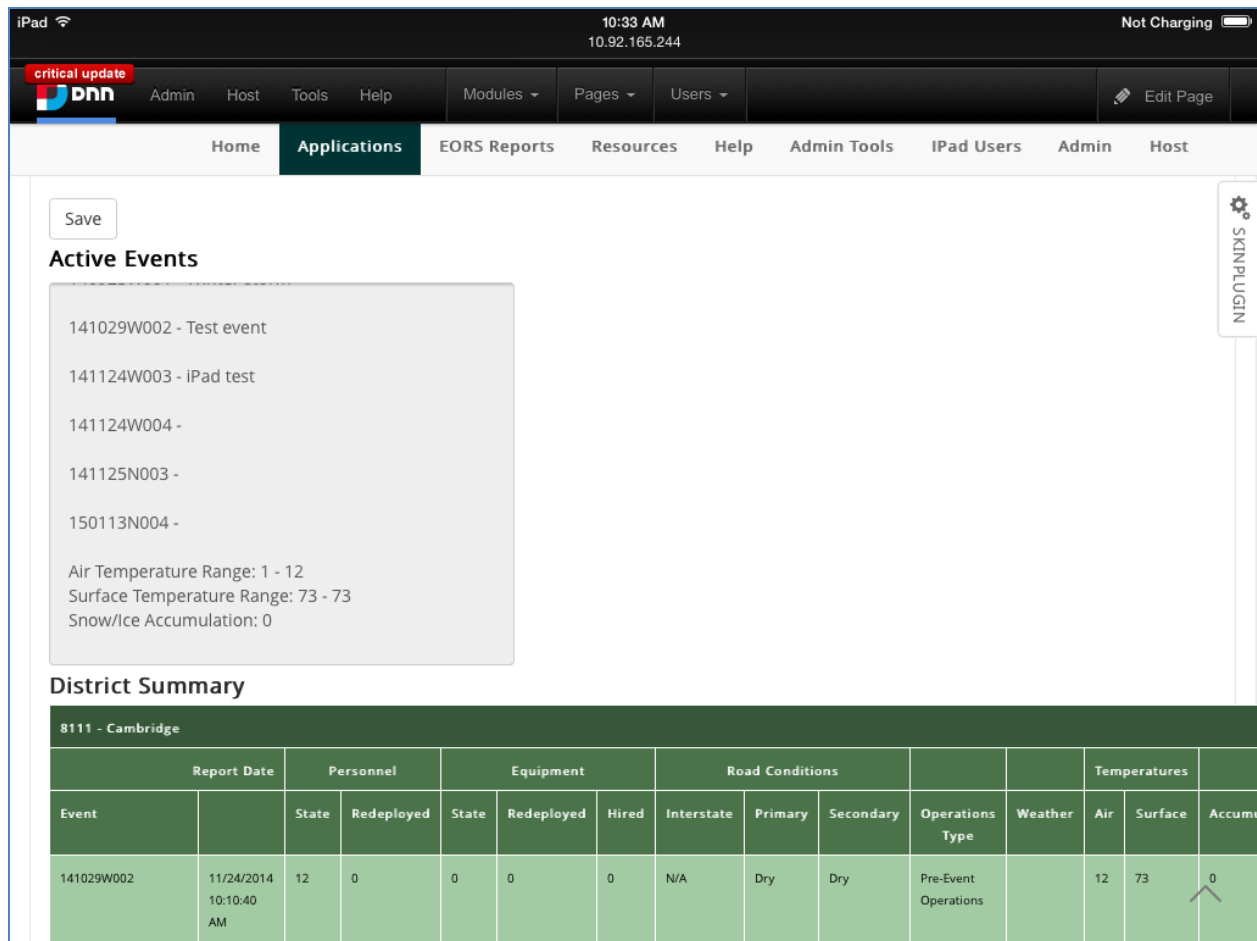 iPad 10:33 AM Not Charging
10.92.165.244
critical update
DNN Admin Host Tools Help Modules Pages Users Edit Page
Home Applications EORS Reports Resources Help Admin Tools IPad Users Admin Host
SKINPLUGIN
Save
Active Events
141029W002 - Test event
141124W003 - iPad test
141124W004 -
141125N003 -
150113N004 -
Air Temperature Range: 1 - 12
Surface Temperature Range: 73 - 73
Snow/Ice Accumulation: 0
District Summary
8111 - Cambridge
Report Date Personnel Equipment Road Conditions Temperatures
Event State Redeployed State Redeployed Hired Interstate Primary Secondary Operations Type Weather Air Surface Accumu
141029W002 11/24/2014 10:10:40 AM 12 0 0 0 0 N/A Dry Dry Pre-Event Operations 12 73 0